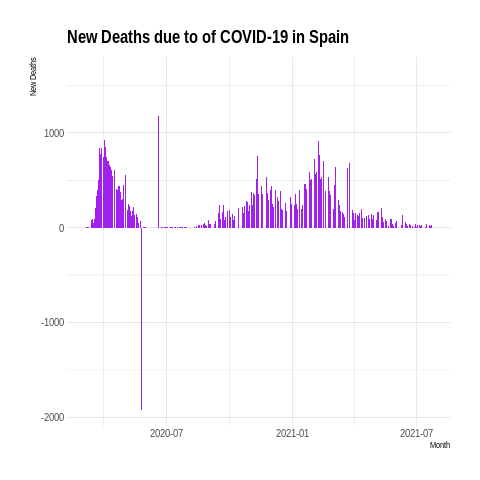 New Deaths due to of COVID-19 in Spain
New Deaths
1000
0
-1000
-2000
2020-07
2021-01
2021-07
Month